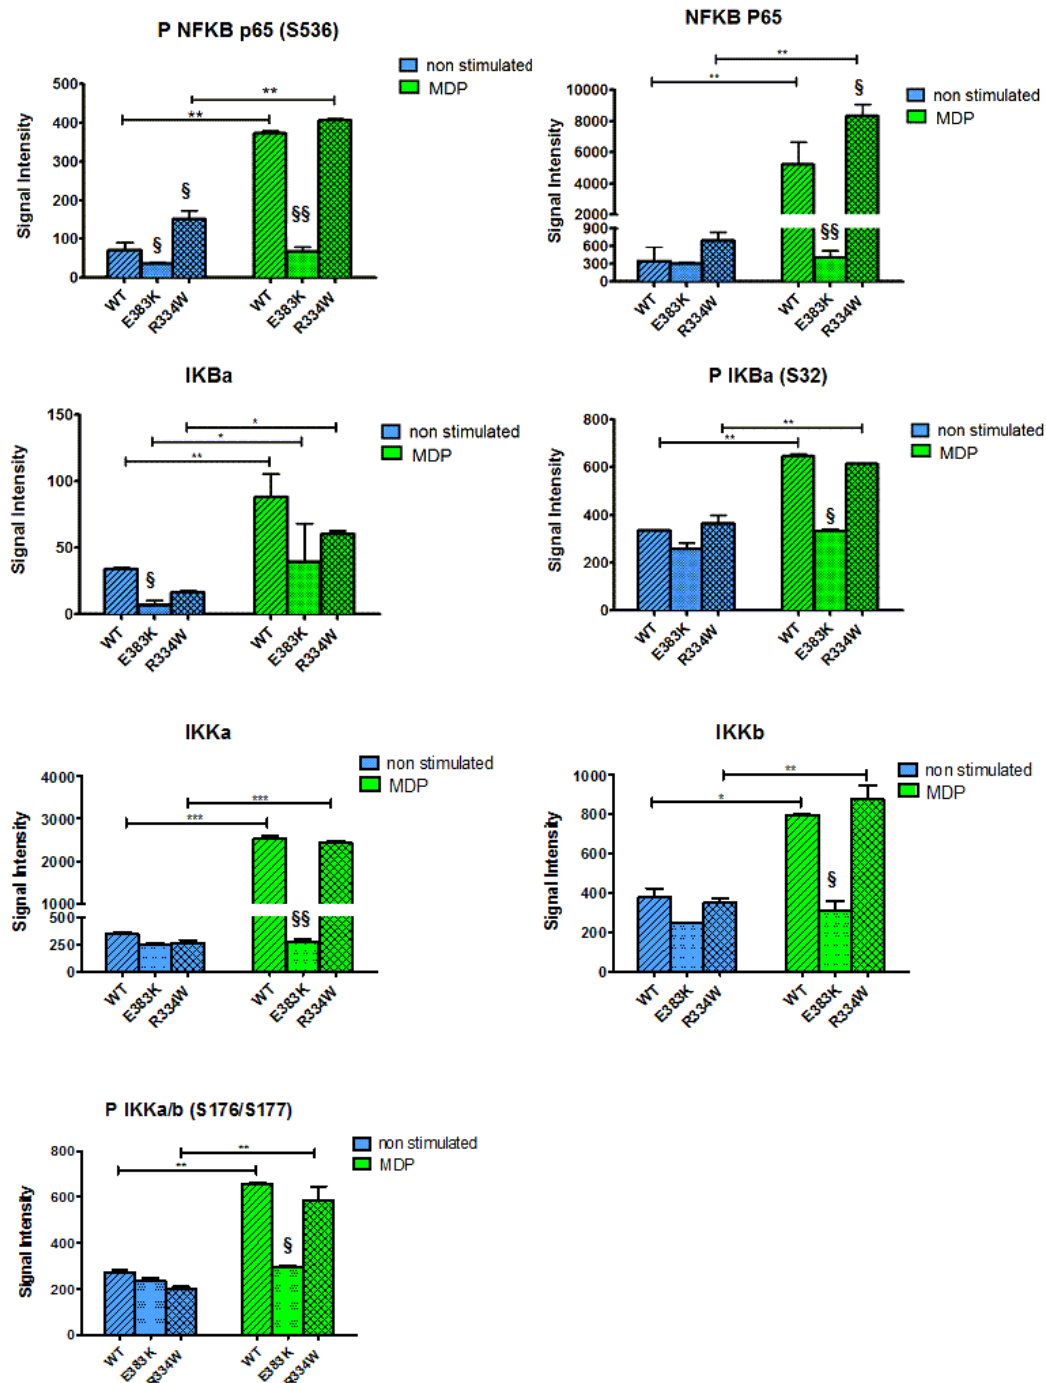 P NFKB p65 (S536)
non stimulated
MDP
Signal Intensity
500
400
300
200
100
0
**
**
§
§
§§
WT
E383K
R334W
WT
E383K
R334W
NFKB P65
non stimulated
MDP
Signal Intensity
10000
8000
6000
4000
2000
900
600
300
0
**
**
§
§§
WT
E383K
R334W
WT
E383K
R334W
IKBa
non stimulated
MDP
Signal Intensity
150
100
50
0
*
*
**
§
WT
E383K
R334W
WT
E383K
R334W
P IKBa (S32)
non stimulated
MDP
Signal Intensity
800
600
400
200
0
**
**
§
WT
E383K
R334W
WT
E383K
R334W
IKKa
non stimulated
MDP
Signal Intensity
4000
3000
2000
1000
500
250
0
***
***
§§
WT
E383K
R334W
WT
E383K
R334W
IKKb
non stimulated
MDP
Signal Intensity
1000
800
600
400
200
0
**
*
§
WT
E383K
R334W
WT
E383K
R334W
P IKKa/b (S176/S177)
non stimulated
MDP
Signal Intensity
800
600
400
200
0
**
**
§
WT
E383K
R334W
WT
E383K
R334W